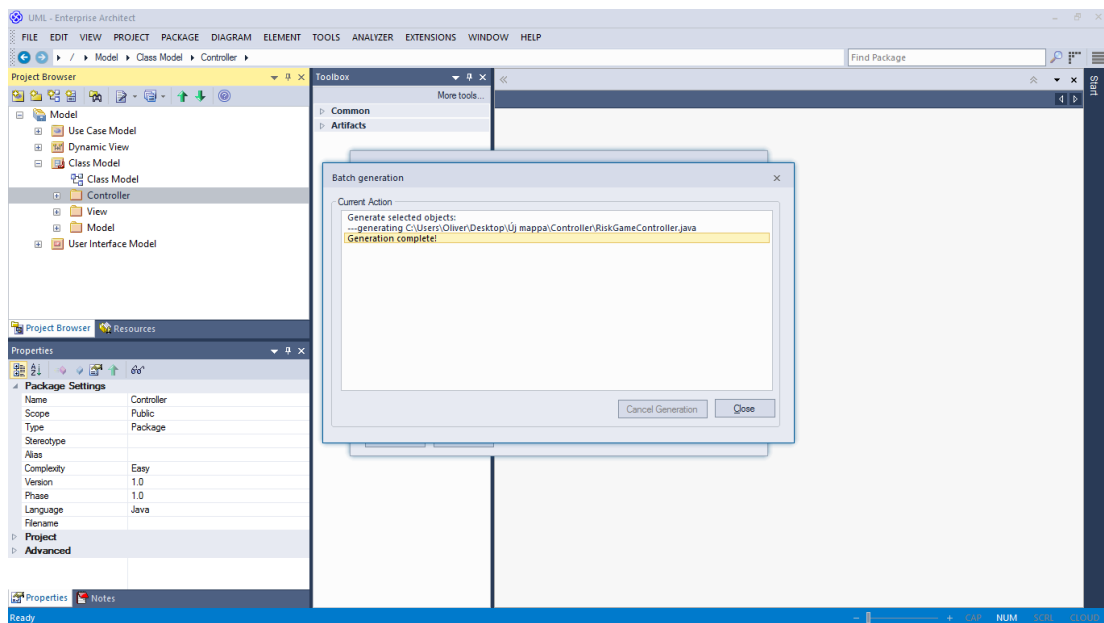 UML - Enterprise Architect
FILE EDIT VIEW PROJECT PACKAGE DIAGRAM ELEMENT TOOLS ANALYZER EXTENSIONS WINDOW HELP
/ Model Class Model Controller
Find Package
Project Browser
Model
Use Case Model
Dynamic View
Class Model
Class Model
Controller
View
Model
User Interface Model
Project Browser Resources
Properties
Package Settings
Name Controller
Scope Public
Type Package
Stereotype
Alias
Complexity Easy
Version 1.0
Phase 1.0
Language Java
Filename
Project
Advanced
Properties Notes
Toolbox
More tools...
Common
Artifacts
Start
Batch generation
Current Action
Generate selected objects:
---generating C:\Users\Oliver\Desktop\Új mappa\Controller\RiskGameController.java
Generation complete!
Cancel Generation Close
Ready
CAP NUM SCRL CLOUD